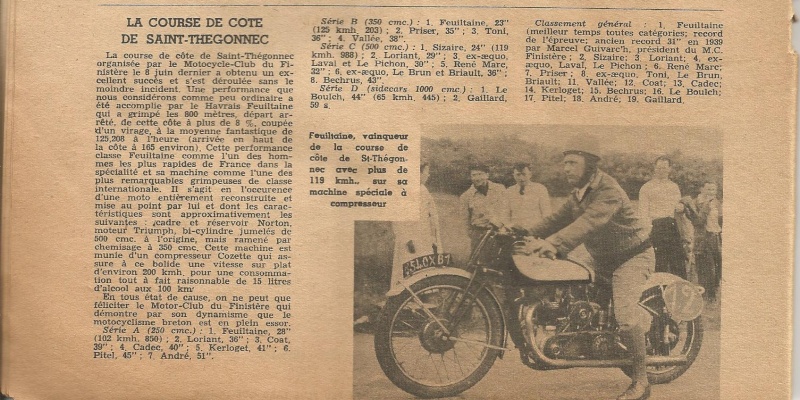 LA COURSE DE COTE
DE SAINT-THEGONNEC
La course de côte de Saint-Thégonnec
organisée par le Motocycle-Club du Fi-
nistère le 8 juin dernier a obtenu un ex-
cellent succès et s'est déroulée sans le
moindre incident. Une performance que
nous considérons comme peu ordinaire a
été accomplie par le Havrais Feuiltaine
qui a grimpé les 800 mètres, départ ar-
rêté, de cette côte à plus de 8 %, coupée
d'un virage, à la moyenne fantastique de
125,208 à l'heure (arrivée en haut de
la côte à 165 environ). Cette performance
classe Feuiltaine comme l'un des hom-
mes les plus rapides de France dans la
spécialité et sa machine comme l'une des
plus remarquables grimpeuses de classe
internationale. Il s'agit en l'occurence
d'une moto entièrement reconstruite et
mise au point par lui et dont les carac-
téristiques sont approximativement les
suivantes : cadre et réservoir Norton,
moteur Triumph, bi-cylindre jumelés de
500 cmc. à l'origine, mais ramené par
chemisage à 350 cmc. Cette machine est
munie d'un compresseur Cozette qui as-
sure à ce bolide une vitesse sur plat
d'environ 200 kmh, pour une consomma-
tion tout à fait raisonnable de 15 litres
d'alcool aux 100 km
En tous état de cause, on ne peut que
féliciter le Motor-Club du Finistère qui
démontre par son dynamisme que le
motocyclisme breton est en plein essor.
Série A (250 cmc.) : 1. Feuiltaine, 28"
(102 kmh. 850) ; 2. Loriant, 36" ; 3. Coat,
39" ; 4. Cadec, 40" ; 5. Kerloget, 41" ; 6.
Pitel, 45" ; 7. André, 51".
Série B (350 cmc.) : 1. Feuiltaine, 23"
(125 kmh. 203) ; 2. Priser, 35" ; 3. Toni,
36" ; 4. Vallée, 38".
Série C (500 cmc.) : 1. Sizaire, 24" (119
kmh. 988) ; 2. Loriant, 29" ; 3. ex-æquo,
Laval et Le Pichon, 30" ; 5. René Marc,
32" ; 6. ex-æquo, Le Brun et Briault, 36" ;
8. Bechrus, 43".
Série D (sidecars 1000 cmc.) : 1. Le
Boulch, 44" (65 kmh. 445) ; 2. Gaillard,
59 s.
Feuiltaine, vainqueur
de la course de
côte de St-Thégon-
nec avec plus de
119 kmh.. sur sa
machine spéciale à
compresseur
Classement général : 1. Feuiltaine
(meilleur temps toutes catégories; record
de l'épreuve; ancien record 31" en 1939
par Marcel Guivarc'h, président du M.C.
Finistère ; 2. Sizaire ; 3. Loriant ; 4. ex-
æquo, Laval, Le Pichon ; 6. René Marc ;
7. Priser ; 8. ex-æquo, Toni, Le Brun,
Briault ; 11. Vallée ; 12. Coat ; 13. Cadec ;
14. Kerloget ; 15. Bechrus ; 16. Le Boulch ;
17. Pitel ; 18. André ; 19. Gaillard.